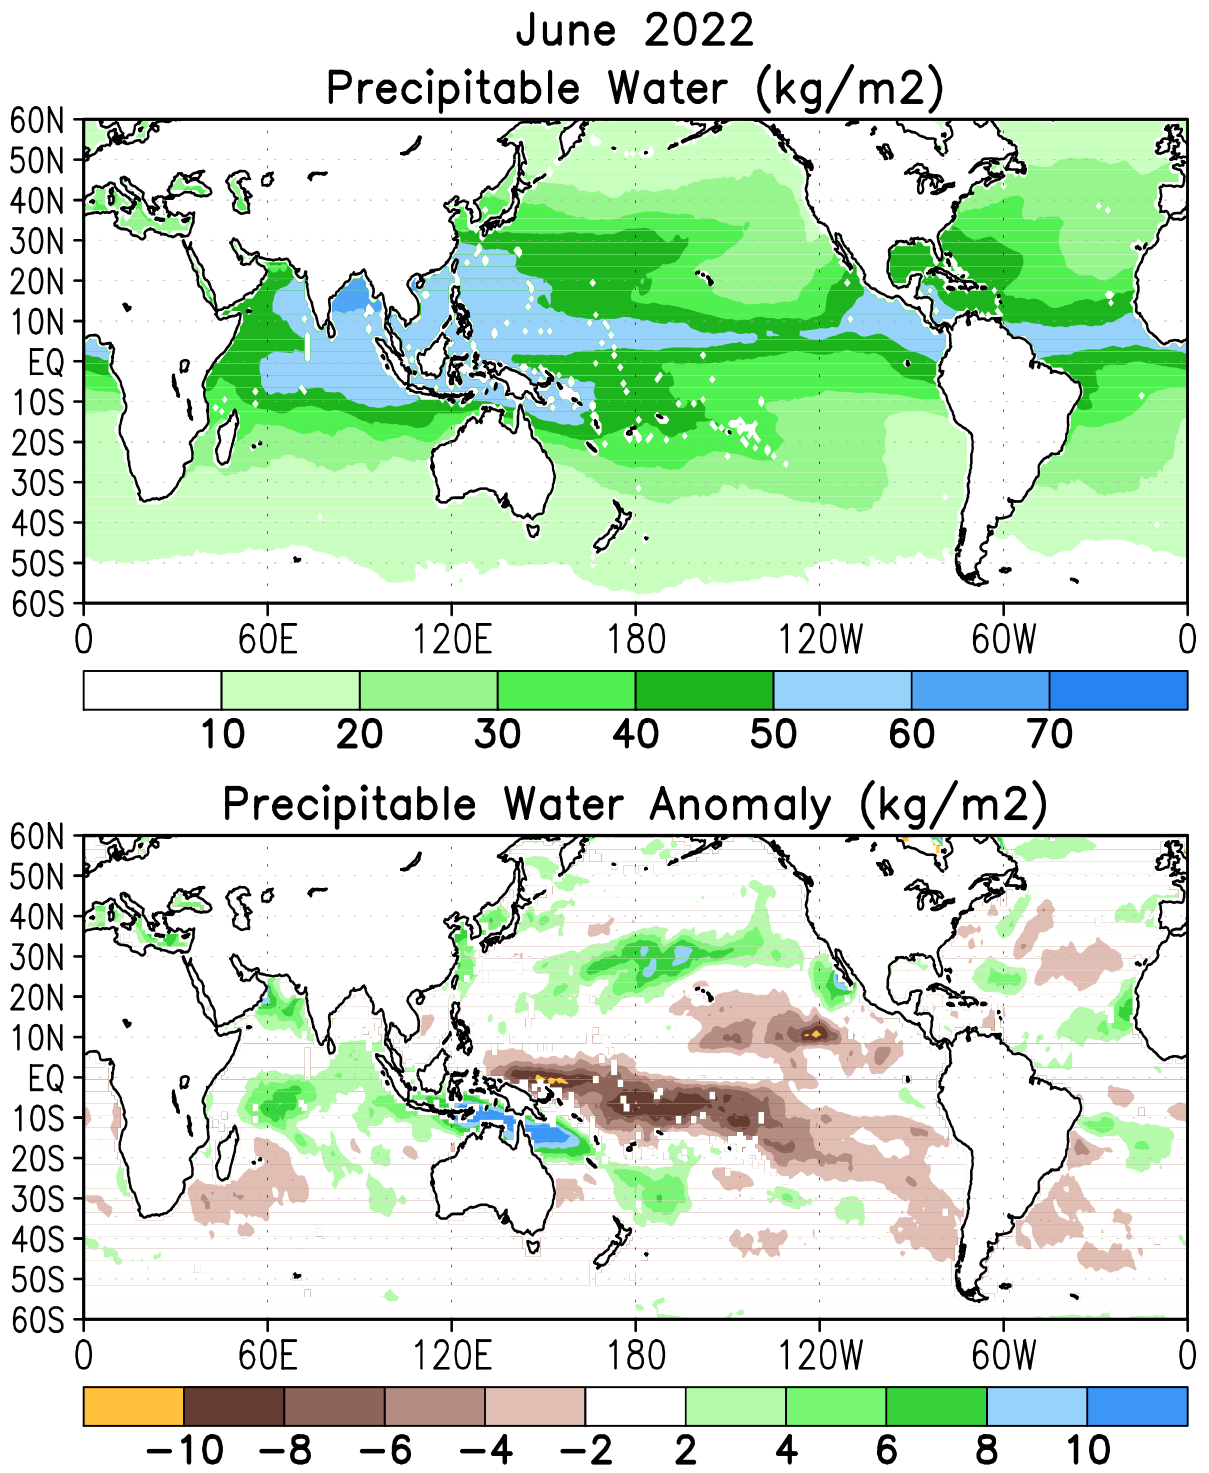 June 2022
Precipitable Water (kg/m2)
60N
50N
40N
30N
20N
10N
EQ
10S
20S
30S
40S
50S
60S
0 60E 120E 180 120W 60W 0
10 20 30 40 50 60 70
Precipitable Water Anomaly (kg/m2)
60N
50N
40N
30N
20N
10N
EQ
10S
20S
30S
40S
50S
60S
0 60E 120E 180 120W 60W 0
−10 −8 −6 −4 −2 2 4 6 8 10